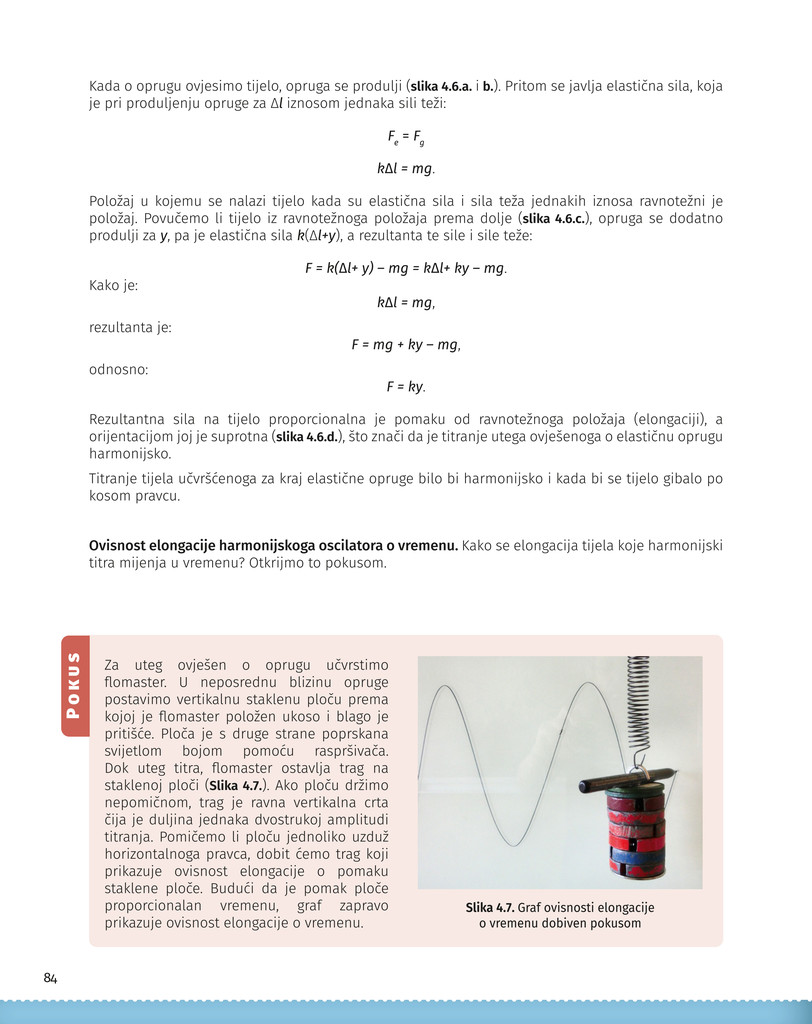 Kada o oprugu ovjesimo tijelo, opruga se produlji (slika 4.6.a. i b.). Pritom se javlja elastična sila, koja
je pri produljenju opruge za Δl iznosom jednaka sili teži:
Fe = Fg
kΔl = mg.
Položaj u kojemu se nalazi tijelo kada su elastična sila i sila teža jednakih iznosa ravnotežni je
položaj. Povučemo li tijelo iz ravnotežnoga položaja prema dolje (slika 4.6.c.), opruga se dodatno
produlji za y, pa je elastična sila k(Δl+y), a rezultanta te sile i sile teže:
F = k(Δl+ y) – mg = kΔl+ ky – mg.
Kako je:
kΔl = mg,
rezultanta je:
F = mg + ky – mg,
odnosno:
F = ky.
Rezultantna sila na tijelo proporcionalna je pomaku od ravnotežnoga položaja (elongaciji), a
orijentacijom joj je suprotna (slika 4.6.d.), što znači da je titranje utega ovješenoga o elastičnu oprugu
harmonijsko.
Titranje tijela učvršćenoga za kraj elastične opruge bilo bi harmonijsko i kada bi se tijelo gibalo po
kosom pravcu.
Ovisnost elongacije harmonijskoga oscilatora o vremenu. Kako se elongacija tijela koje harmonijski
titra mijenja u vremenu? Otkrijmo to pokusom.
POKUS
Za uteg ovješen o oprugu učvrstimo
flomaster. U neposrednu blizinu opruge
postavimo vertikalnu staklenu ploču prema
kojoj je flomaster položen ukoso i blago je
pritišće. Ploča je s druge strane poprskana
svijetlom bojom pomoću raspršivača.
Dok uteg titra, flomaster ostavlja trag na
staklenoj ploči (Slika 4.7.). Ako ploču držimo
nepomičnom, trag je ravna vertikalna crta
čija je duljina jednaka dvostrukoj amplitudi
titranja. Pomičemo li ploču jednoliko uzduž
horizontalnoga pravca, dobit ćemo trag koji
prikazuje ovisnost elongacije o pomaku
staklene ploče. Budući da je pomak ploče
proporcionalan vremenu, graf zapravo
prikazuje ovisnost elongacije o vremenu.
Slika 4.7. Graf ovisnosti elongacije
o vremenu dobiven pokusom
84